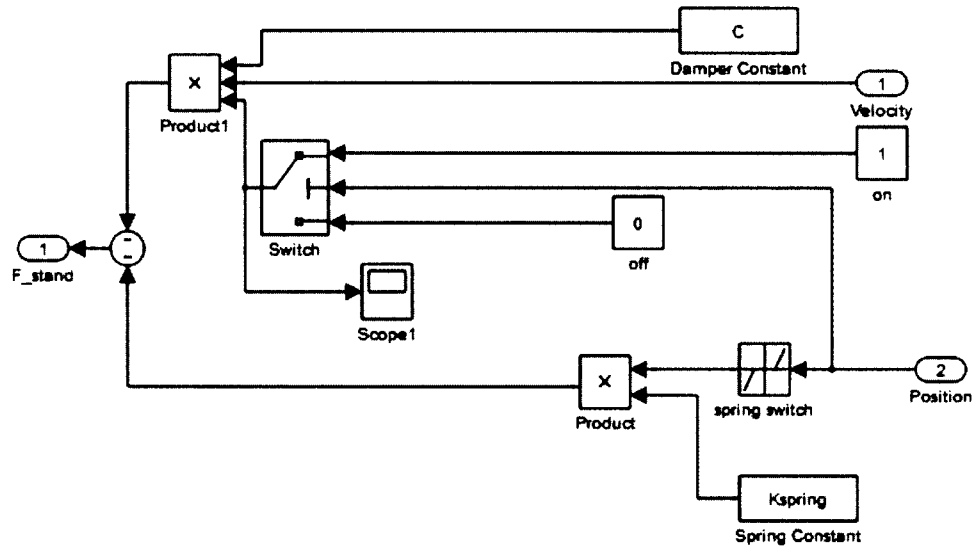 C
Damper Constant
X
Product1
1
Velocity
1
on
Switch
0
off
1
F_stand
Scope1
X
Product
spring switch
2
Position
Kspring
Spring Constant